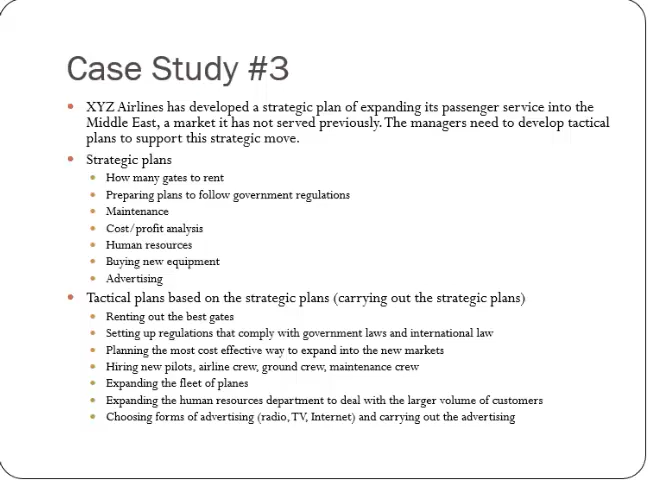 Case Study #3
• XYZ Airlines has developed a strategic plan of expanding its passenger service into the
Middle East, a market it has not served previously. The managers need to develop tactical
plans to support this strategic move.
• Strategic plans
• How many gates to rent
• Preparing plans to follow government regulations
• Maintenance
• Cost/profit analysis
• Human resources
• Buying new equipment
• Advertising
• Tactical plans based on the strategic plans (carrying out the strategic plans)
• Renting out the best gates
• Setting up regulations that comply with government laws and international law
• Planning the most cost effective way to expand into the new markets
• Hiring new pilots, airline crew, ground crew, maintenance crew
• Expanding the fleet of planes
• Expanding the human resources department to deal with the larger volume of customers
• Choosing forms of advertising (radio, TV, Internet) and carrying out the advertising